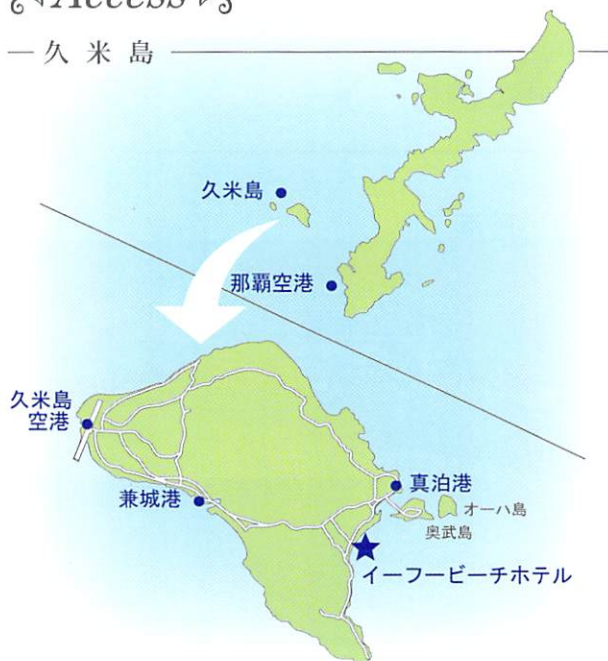 Access
久米島
久米島
那覇空港
久米島
空港
兼城港
真泊港
オーハ島
奥武島
イーフービーチホテル